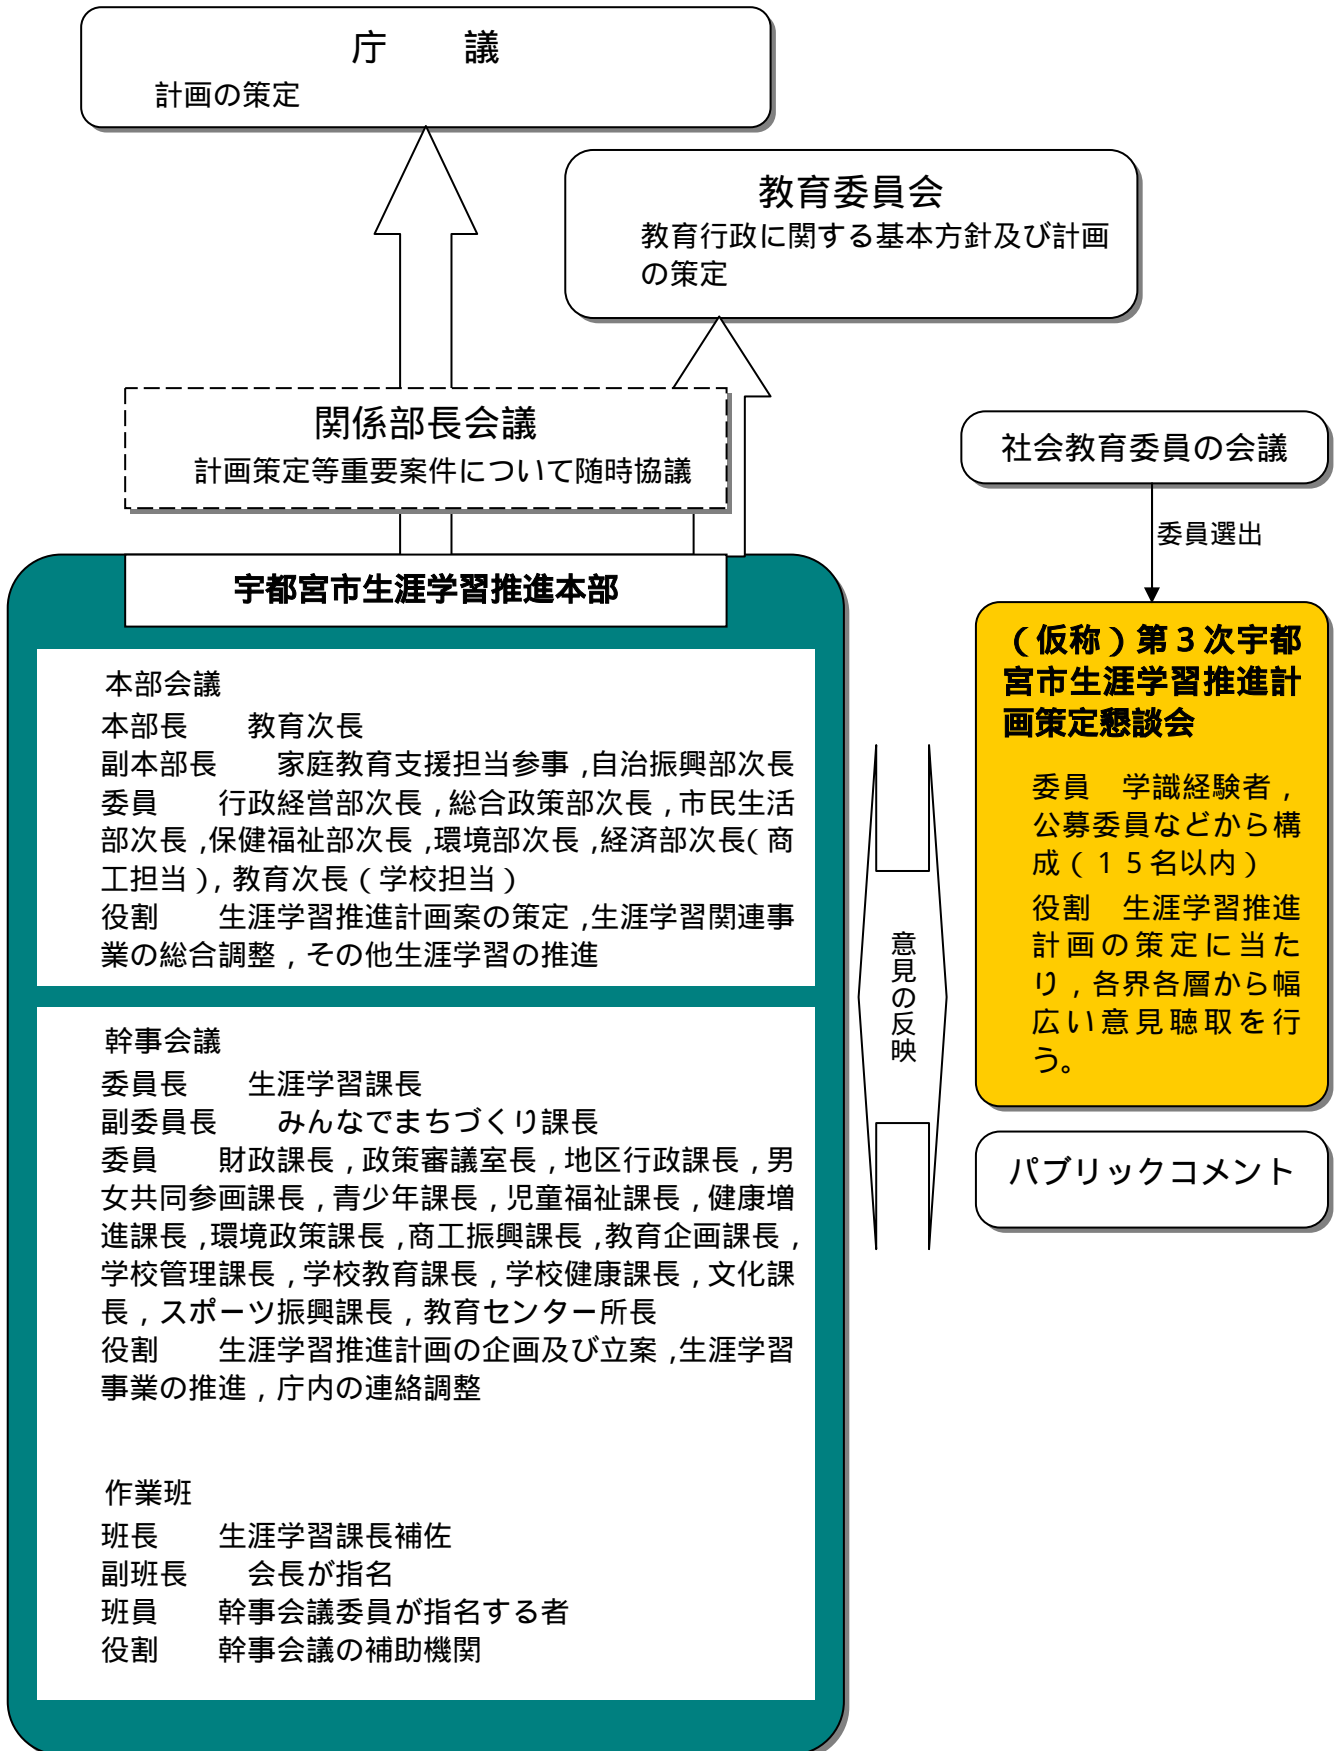 庁　　議
計画の策定
教育委員会
教育行政に関する基本方針及び計画
の策定
関係部長会議
計画策定等重要案件について随時協議
社会教育委員の会議
委員選出
宇都宮市生涯学習推進本部
本部会議
本部長　　教育次長
副本部長　　家庭教育支援担当参事，自治振興部次長
委員　　行政経営部次長，総合政策部次長，市民生活
部次長，保健福祉部次長，環境部次長，経済部次長（商
工担当），教育次長（学校担当）
役割　　生涯学習推進計画案の策定，生涯学習関連事
業の総合調整，その他生涯学習の推進
幹事会議
委員長　　生涯学習課長
副委員長　　みんなでまちづくり課長
委員　　財政課長，政策審議室長，地区行政課長，男
女共同参画課長，青少年課長，児童福祉課長，健康増
進課長，環境政策課長，商工振興課長，教育企画課長，
学校管理課長，学校教育課長，学校健康課長，文化課
長，スポーツ振興課長，教育センター所長
役割　　生涯学習推進計画の企画及び立案，生涯学習
事業の推進，庁内の連絡調整
作業班
班長　　生涯学習課長補佐
副班長　　会長が指名
班員　　幹事会議委員が指名する者
役割　　幹事会議の補助機関
意見の反映
（仮称）第３次宇都
宮市生涯学習推進計
画策定懇談会
委員　学識経験者，
公募委員などから構
成（１５名以内）
役割　生涯学習推進
計画の策定に当た
り，各界各層から幅
広い意見聴取を行
う。
パブリックコメント